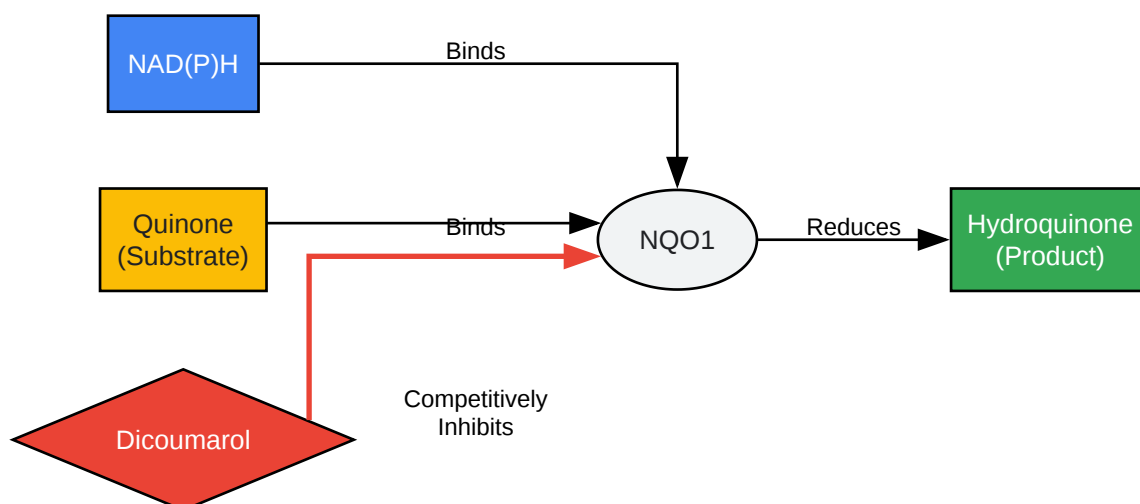 NAD(P)H
Binds
Quinone
(Substrate)
Binds
NQO1
Reduces
Hydroquinone
(Product)
Competitively
Inhibits
Dicoumarol